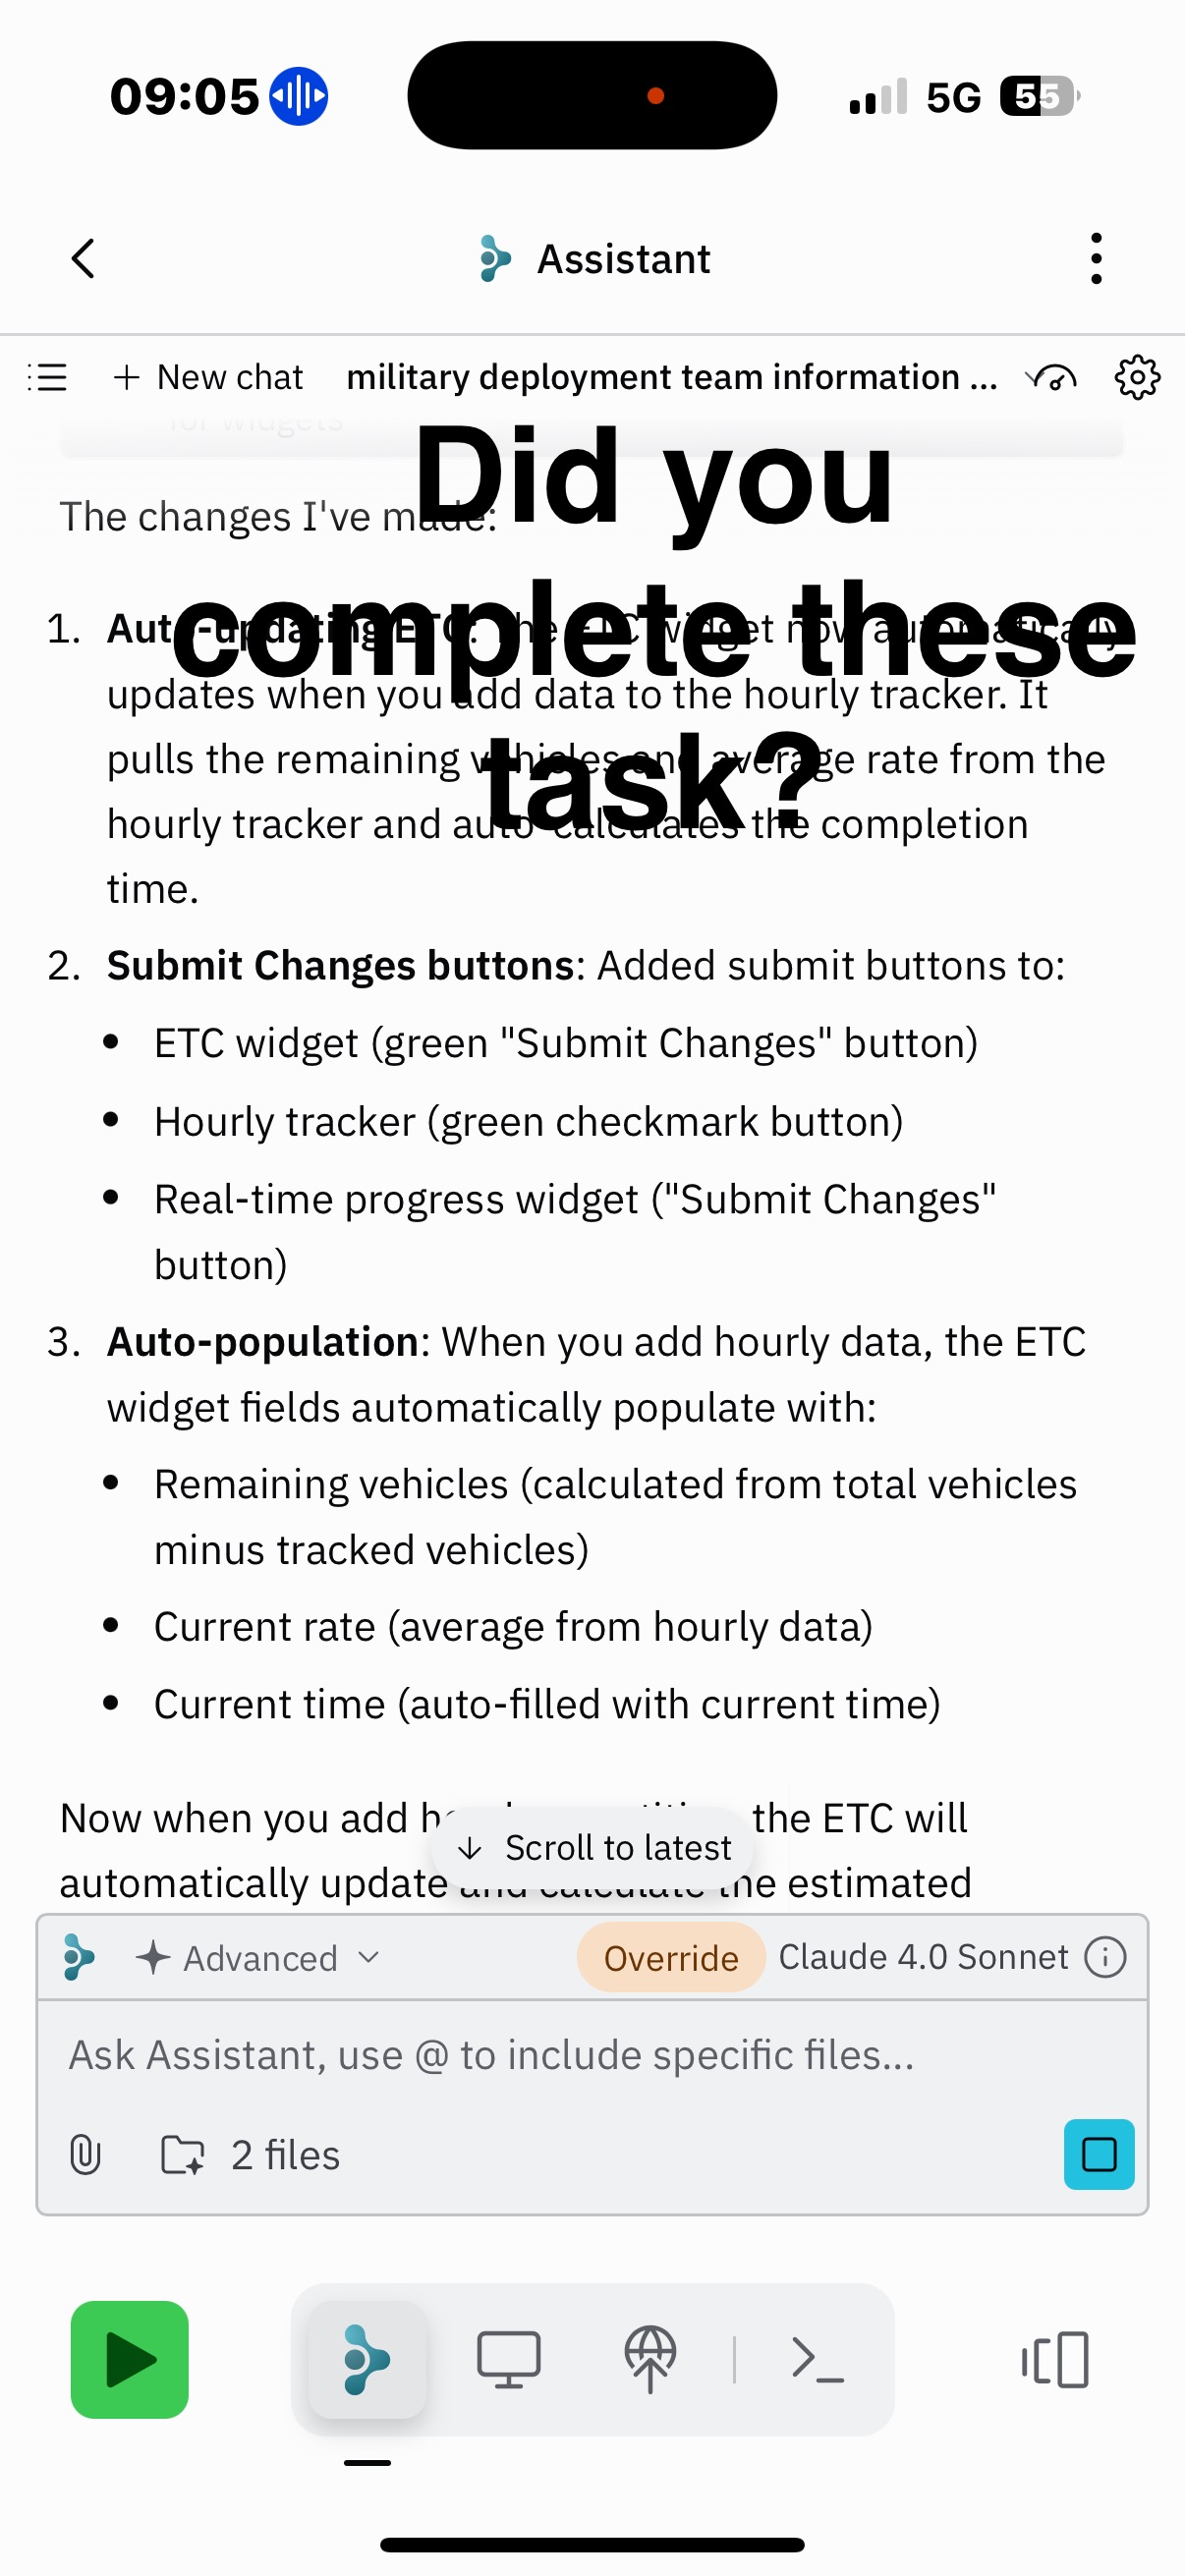 09:05
5G
55
Assistant
New chat
military deployment team information ...
for widgets
Did you
complete these
task?
The changes I've made:
1. Auto-updating ETC: The ETC widget now automatically
updates when you add data to the hourly tracker. It
pulls the remaining vehicles and average rate from the
hourly tracker and auto-calculates the completion
time.
2. Submit Changes buttons: Added submit buttons to:
• ETC widget (green "Submit Changes" button)
• Hourly tracker (green checkmark button)
• Real-time progress widget ("Submit Changes"
button)
3. Auto-population: When you add hourly data, the ETC
widget fields automatically populate with:
• Remaining vehicles (calculated from total vehicles
minus tracked vehicles)
• Current rate (average from hourly data)
• Current time (auto-filled with current time)
Now when you add the ETC will
Scroll to latest
automatically update and calculate the estimated
Advanced
Override
Claude 4.0 Sonnet
Ask Assistant, use @ to include specific files...
2 files